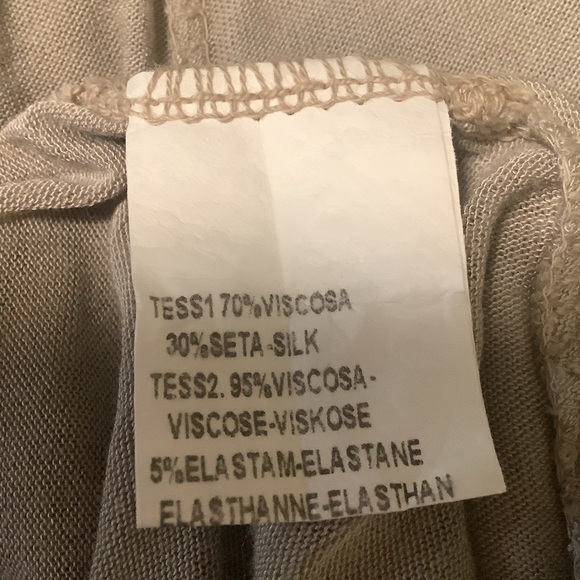 TESS1 70%VISCOSA
30%SETA-SILK
TESS2. 95%VISCOSA-
VISCOSE-VISKOSE
5%ELASTAM-ELASTANE
ELASTHANNE-ELASTHAN